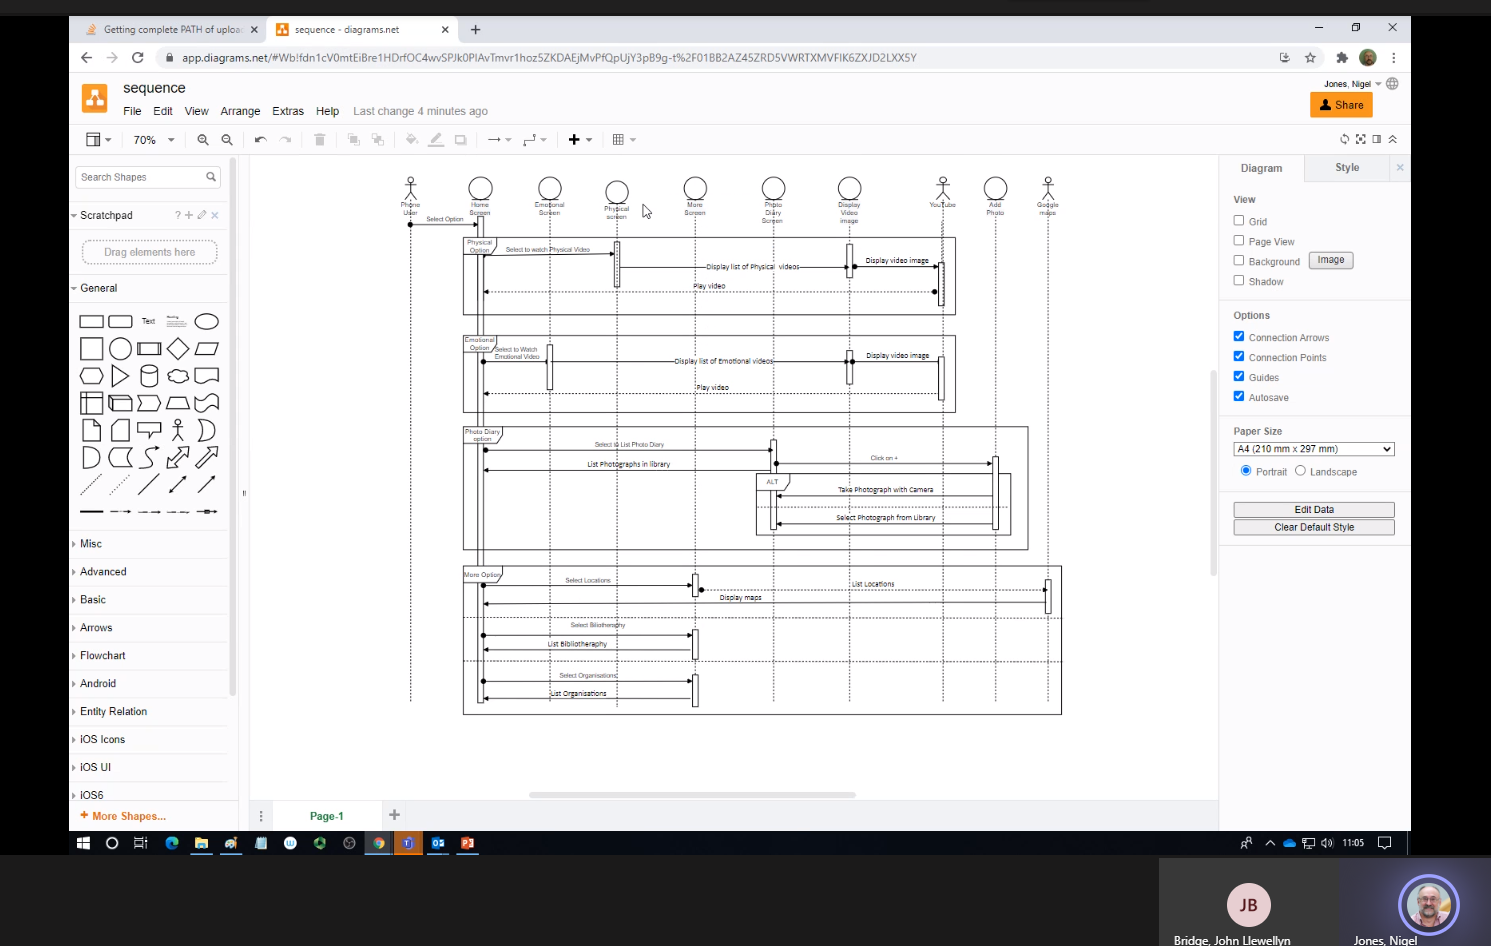 Getting complete PATH of uploa
sequence - diagrams.net
app.diagrams.net/#Wb!fdn1cV0mtEiBre1HDrfOC4wvSPJk0PIAvTmvr1hoz5ZKDAEjMvPfQpUjY3pB9g-t%2F01BB2AZ45ZRD5VWRTXMVFIK6ZXJD2LXX5Y
sequence
Jones, Nigel
File Edit View Arrange Extras Help Last change 4 minutes ago
Share
70%
Search Shapes
Scratchpad
?
Drag elements here
General
Text
Misc
Advanced
Basic
Arrows
Flowchart
Android
Entity Relation
iOS Icons
iOS UI
iOS6
+ More Shapes...
Phone
User
Home
Screen
Emotional
Screen
Physical
screen
More
Screen
Photo
Diary
Screen
Display
Video
image
YouTube
Add
Photo
Google
maps
Select Option
Physical
Option
Select to watch Physical Video
Display list of Physical videos
Display video image
Play video
Emotional
Option
Select to Watch
Emotional Video
Display list of Emotional videos
Display video image
Play video
Photo Diary
option
Select to List Photo Diary
List Photographs in library
Click on +
ALT
Take Photograph with Camera
Select Photograph from Library
More Option
Select Locations
List Locations
Display maps
Select Biliotheraphy
List Bibliotheraphy
Select Organisations
List Organisations
Page-1
Diagram
Style
View
Grid
Page View
Background
Image
Shadow
Options
Connection Arrows
Connection Points
Guides
Autosave
Paper Size
A4 (210 mm x 297 mm)
Portrait
Landscape
Edit Data
Clear Default Style
11:05
JB
Bridge, John Llewellyn
Jones, Nigel